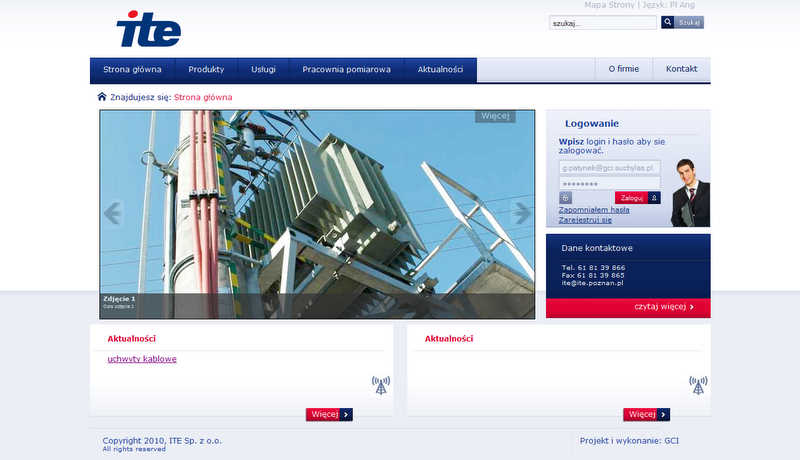 Mapa Strony | Język: Pl Ang
ite
szukaj...
Szukaj
Strona główna
Produkty
Usługi
Pracownia pomiarowa
Aktualności
O firmie
Kontakt
Znajdujesz się: Strona główna
Więcej
Zdjęcie 1
Opis zdjęcia 1
Logowanie
Wpisz login i hasło aby sie
zalogować.
g.patynek@gci.suchylas.pl
Zaloguj
Zapomniałem hasła
Zarejestruj się
Dane kontaktowe
Tel. 61 81 39 866
Fax 61 81 39 865
ite@ite.poznan.pl
czytaj więcej
Aktualności
uchwyty kablowe
Więcej
Aktualności
Więcej
Copyright 2010, ITE Sp. z o.o.
All rights reserved
Projekt i wykonanie: GCI